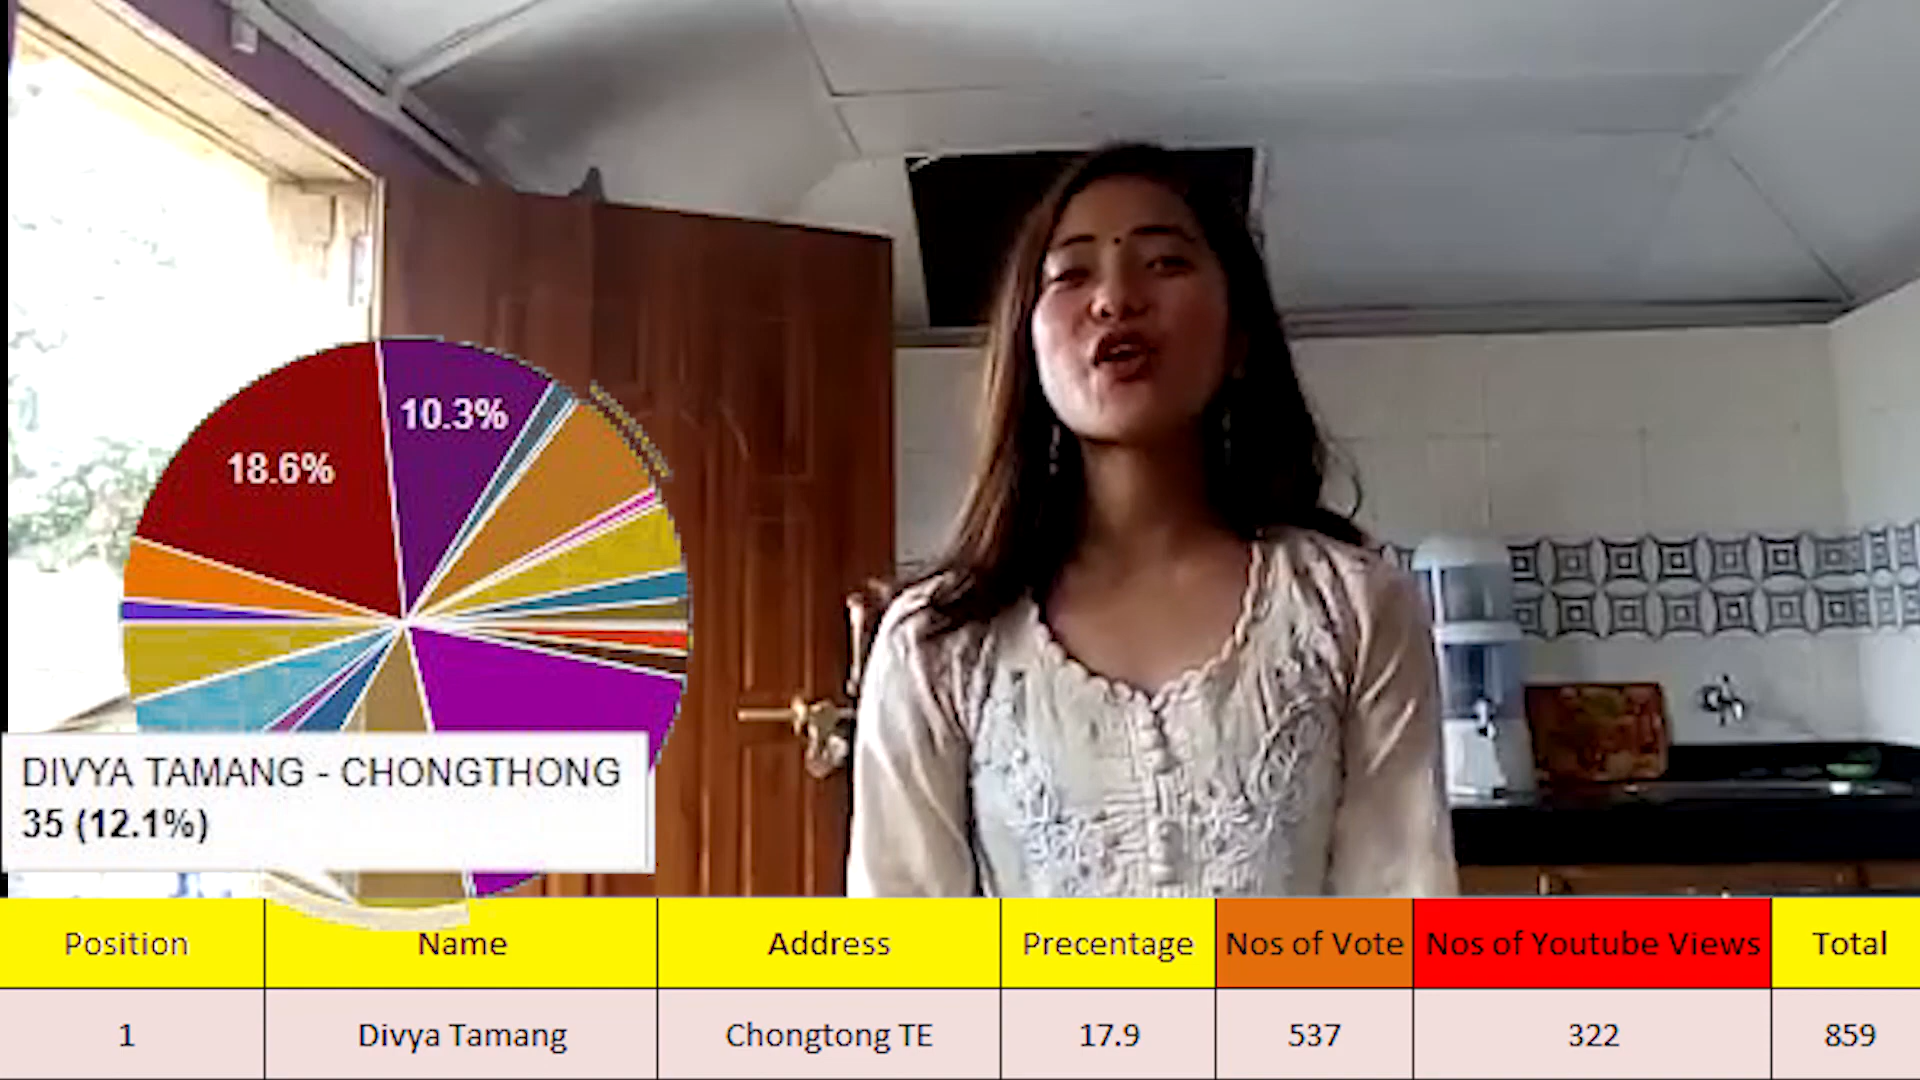 10.3%
18.6%
DIVYA TAMANG - CHONGTHONG
35 (12.1%)
Position Name Address Precentage Nos of Vote Nos of Youtube Views Total
1 Divya Tamang Chongtong TE 17.9 537 322 859